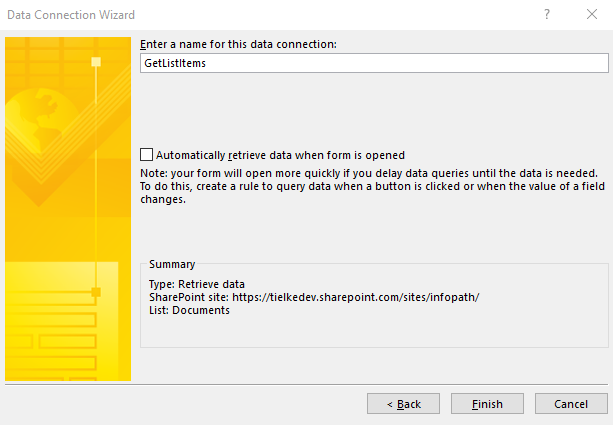 Data Connection Wizard
?
Enter a name for this data connection:
GetListItems
Automatically retrieve data when form is opened
Note: your form will open more quickly if you delay data queries until the data is needed.
To do this, create a rule to query data when a button is clicked or when the value of a field
changes.
Summary
Type: Retrieve data
SharePoint site: https://tielkedev.sharepoint.com/sites/infopath/
List: Documents
< Back
Finish
Cancel